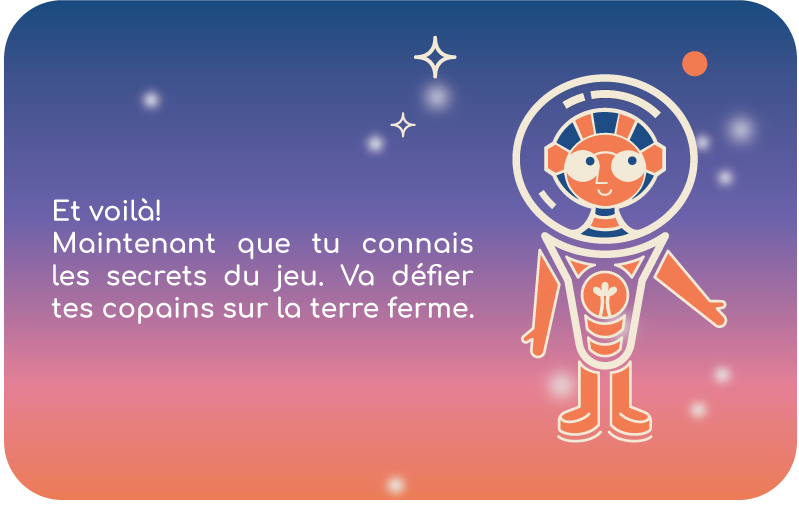 Et voilà!
Maintenant que tu connais
les secrets du jeu. Va défier
tes copains sur la terre ferme.